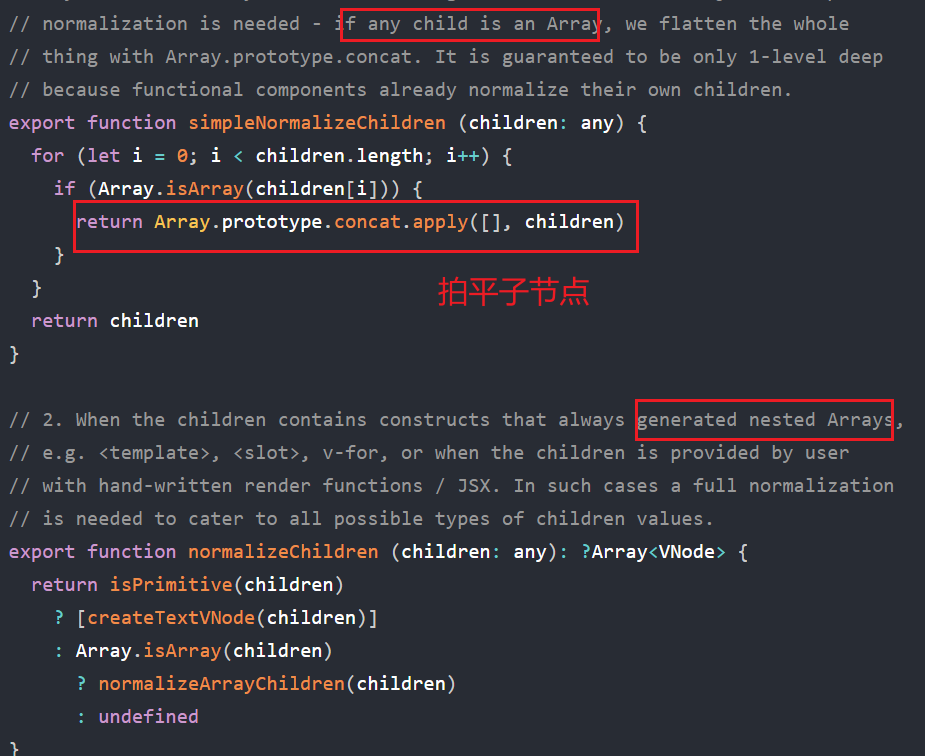 // normalization is needed - if any child is an Array, we flatten the whole
// thing with Array.prototype.concat. It is guaranteed to be only 1-level deep
// because functional components already normalize their own children.
export function simpleNormalizeChildren (children: any) {
  for (let i = 0; i < children.length; i++) {
    if (Array.isArray(children[i])) {
      return Array.prototype.concat.apply([], children)
    }
  }
拍平子节点
  return children
}
// 2. When the children contains constructs that always generated nested Arrays,
// e.g. <template>, <slot>, v-for, or when the children is provided by user
// with hand-written render functions / JSX. In such cases a full normalization
// is needed to cater to all possible types of children values.
export function normalizeChildren (children: any): ?Array<VNode> {
  return isPrimitive(children)
    ? [createTextVNode(children)]
    : Array.isArray(children)
      ? normalizeArrayChildren(children)
      : undefined
}